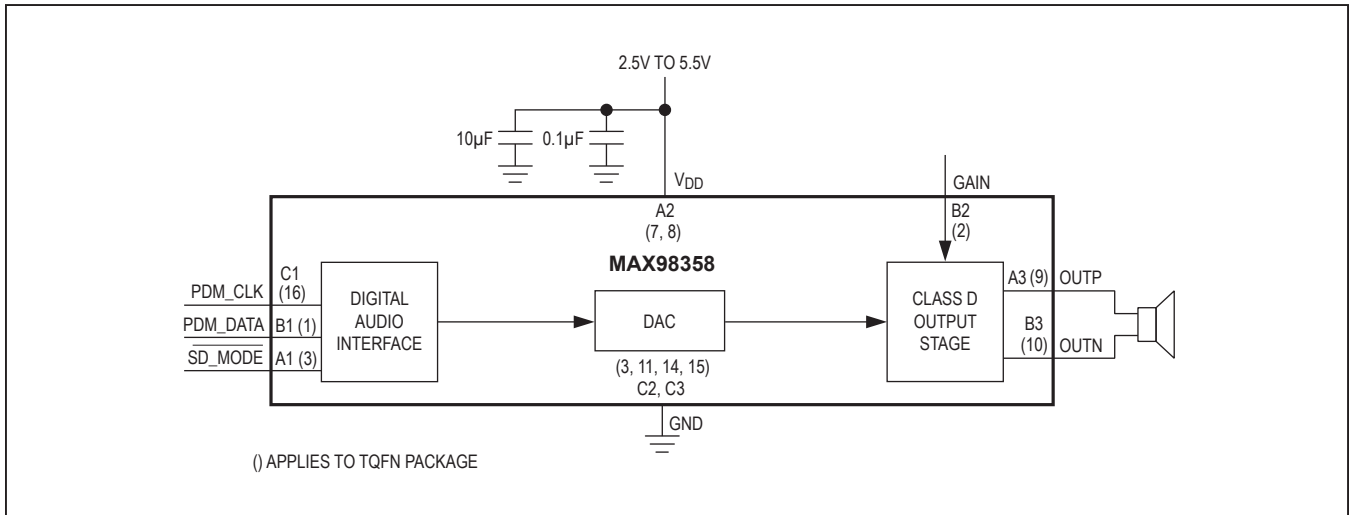 2.5V TO 5.5V
10µF
0.1µF
VDD
GAIN
A2
(7, 8)
B2
(2)
MAX98358
PDM_CLK
C1
(16)
PDM_DATA
B1 (1)
SD_MODE
A1 (3)
DIGITAL
AUDIO
INTERFACE
DAC
CLASS D
OUTPUT
STAGE
A3 (9)
OUTP
B3
(10)
OUTN
(3, 11, 14, 15)
C2, C3
GND
() APPLIES TO TQFN PACKAGE